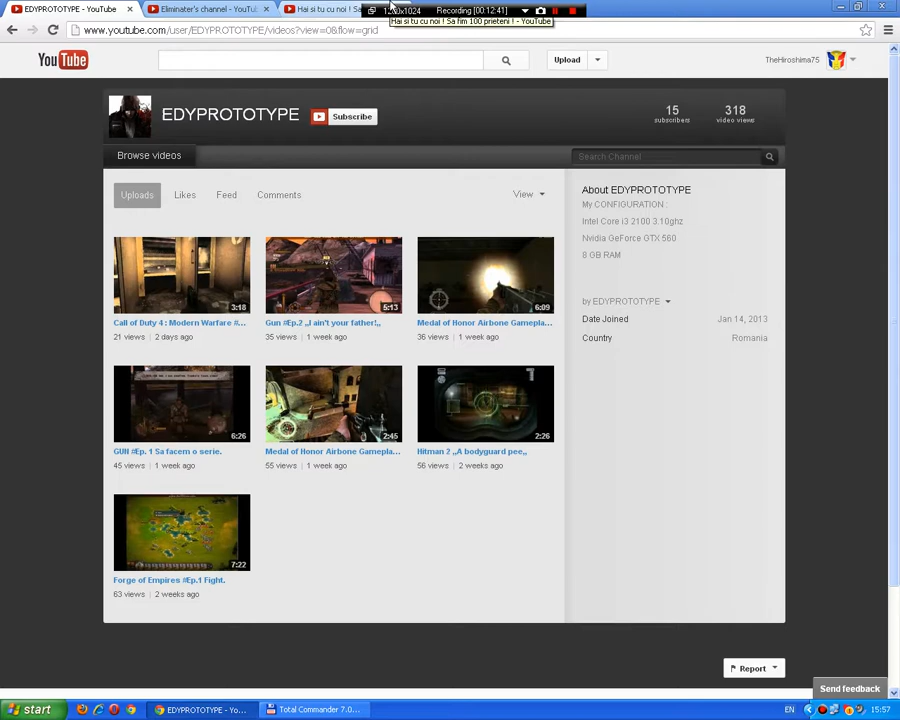 EDYPROTOTYPE - YouTube
Eliminater's channel - YouTu
Hai si tu cu noi ! Sa
Recording [00:12:41]
Hai si tu cu noi ! Sa fim 100 prieteni ! - YouTube
www.youtube.com/user/EDYPROTOTYPE/videos?view=0&flow=grid
YouTube
Upload
TheHiroshima75
EDYPROTOTYPE
Subscribe
15
subscribers
318
video views
Browse videos
Search Channel
Uploads
Likes
Feed
Comments
View
3:18
5:13
6:09
Call of Duty 4 : Modern Warfare #...
Gun #Ep.2 ,,I ain't your father!,,
Medal of Honor Airbone Gamepla...
21 views | 2 days ago
35 views | 1 week ago
36 views | 1 week ago
6:26
2:45
2:26
GUN #Ep. 1 Sa facem o serie.
Medal of Honor Airbone Gamepla...
Hitman 2 ,,A bodyguard pee,,
45 views | 1 week ago
55 views | 1 week ago
56 views | 2 weeks ago
7:22
Forge of Empires #Ep.1 Fight.
63 views | 2 weeks ago
About EDYPROTOTYPE
My CONFIGURATION :
Intel Core i3 2100 3.10ghz
Nvidia GeForce GTX 560
8 GB RAM
by EDYPROTOTYPE
Date Joined Jan 14, 2013
Country Romania
Report
Send feedback
start
EDYPROTOTYPE - Yo...
Total Commander 7.0...
EN
15:57